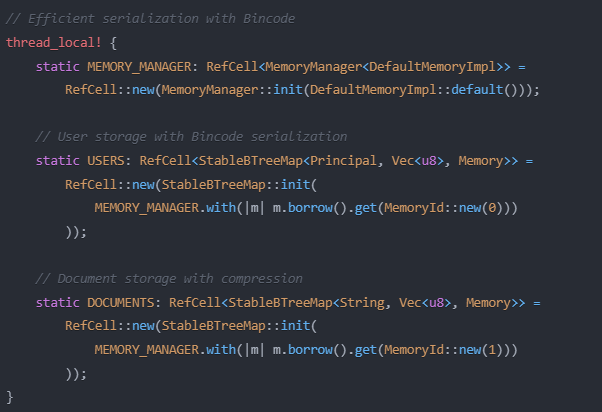 // Efficient serialization with Bincode
thread_local! {
    static MEMORY_MANAGER: RefCell<MemoryManager<DefaultMemoryImpl>> =
        RefCell::new(MemoryManager::init(DefaultMemoryImpl::default()));

    // User storage with Bincode serialization
    static USERS: RefCell<StableBTreeMap<Principal, Vec<u8>, Memory>> =
        RefCell::new(StableBTreeMap::init(
            MEMORY_MANAGER.with(|m| m.borrow().get(MemoryId::new(0)))
        ));

    // Document storage with compression
    static DOCUMENTS: RefCell<StableBTreeMap<String, Vec<u8>, Memory>> =
        RefCell::new(StableBTreeMap::init(
            MEMORY_MANAGER.with(|m| m.borrow().get(MemoryId::new(1)))
        ));
}